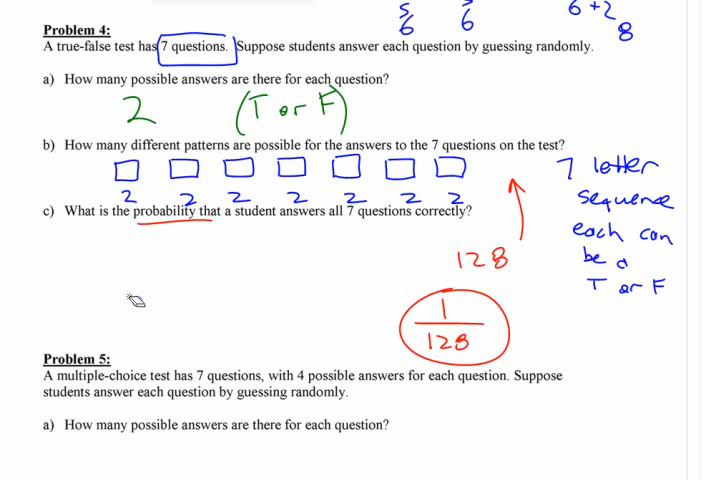 5
6
6
6 + 2
8
Problem 4:
A true-false test has 7 questions. Suppose students answer each question by guessing randomly.
a) How many possible answers are there for each question?
2 (T or F)
b) How many different patterns are possible for the answers to the 7 questions on the test?
2 2 2 2 2 2 2
7 letter
sequence
each can
be a
T or F
c) What is the probability that a student answers all 7 questions correctly?
128
1
128
Problem 5:
A multiple-choice test has 7 questions, with 4 possible answers for each question. Suppose
students answer each question by guessing randomly.
a) How many possible answers are there for each question?